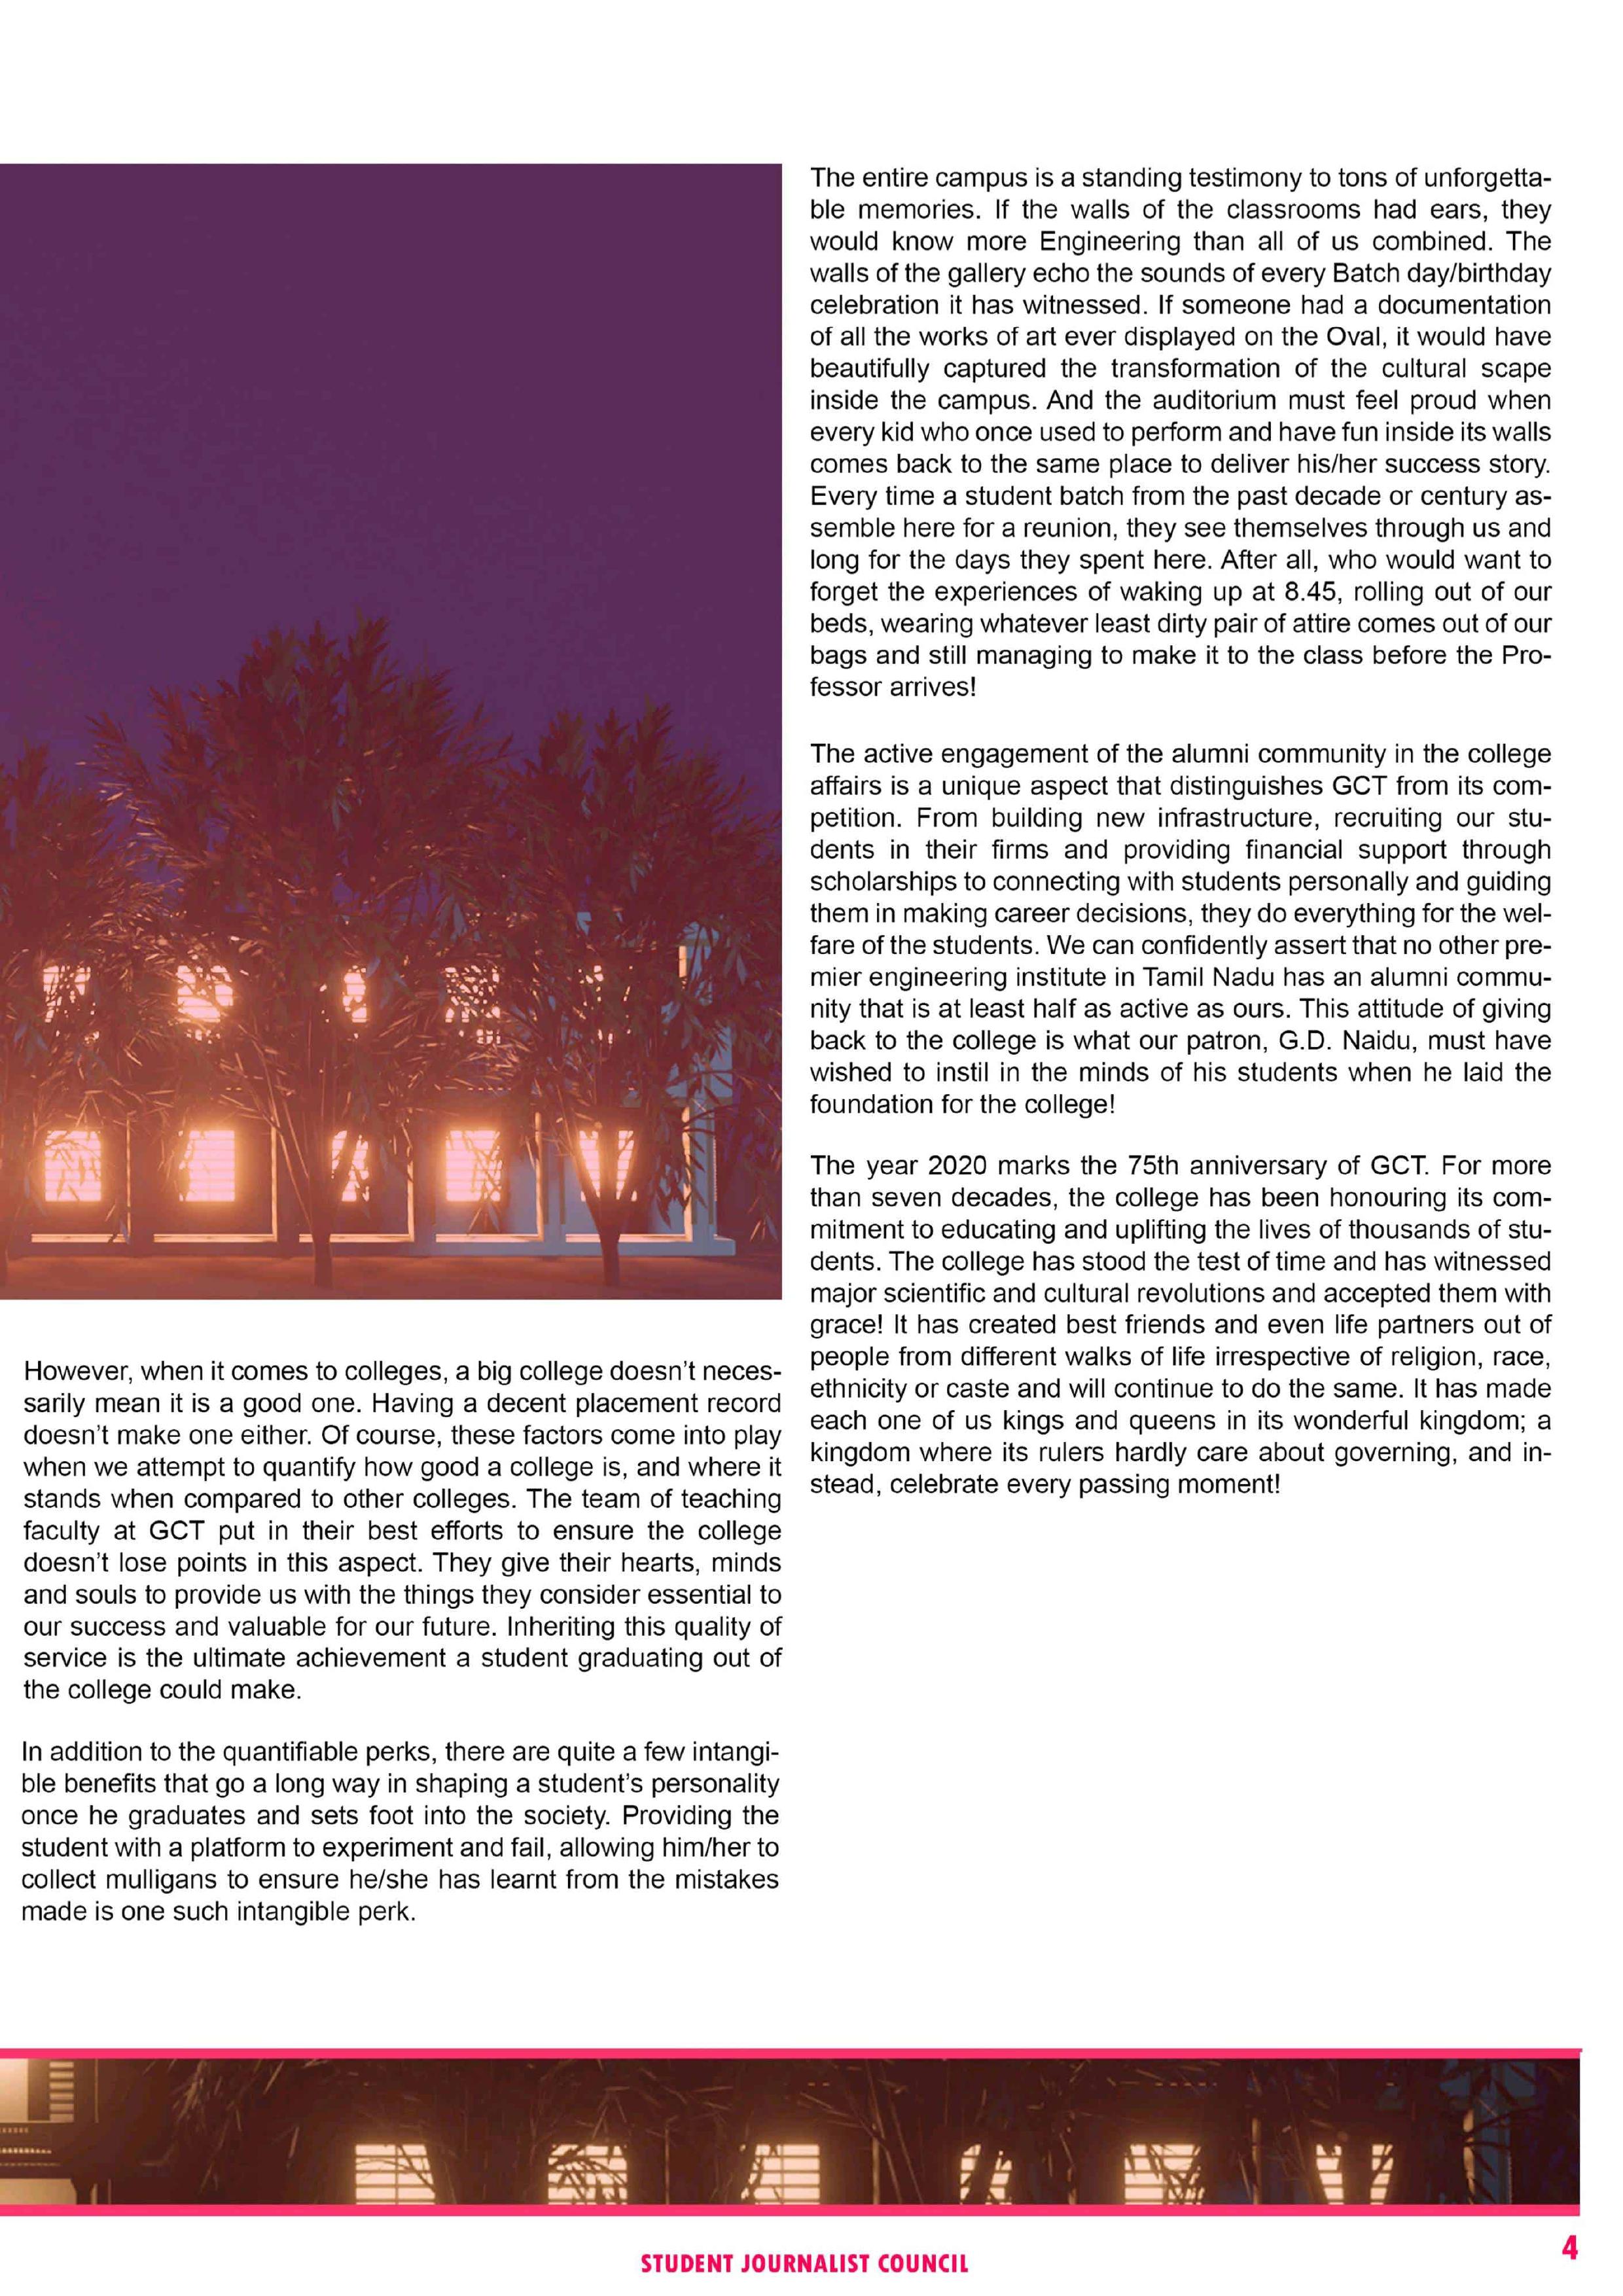 However, when it comes to colleges, a big college doesn't neces-
sarily mean it is a good one. Having a decent placement record
doesn't make one either. Of course, these factors come into play
when we attempt to quantify how good a college is, and where it
stands when compared to other colleges. The team of teaching
faculty at GCT put in their best efforts to ensure the college
doesn't lose points in this aspect. They give their hearts, minds
and souls to provide us with the things they consider essential to
our success and valuable for our future. Inheriting this quality of
service is the ultimate achievement a student graduating out of
the college could make.
In addition to the quantifiable perks, there are quite a few intangi-
ble benefits that go a long way in shaping a student's personality
once he graduates and sets foot into the society. Providing the
student with a platform to experiment and fail, allowing him/her to
collect mulligans to ensure he/she has learnt from the mistakes
made is one such intangible perk.
The entire campus is a standing testimony to tons of unforgetta-
ble memories. If the walls of the classrooms had ears, they
would know more Engineering than all of us combined. The
walls of the gallery echo the sounds of every Batch day/birthday
celebration it has witnessed. If someone had a documentation
of all the works of art ever displayed on the Oval, it would have
beautifully captured the transformation of the cultural scape
inside the campus. And the auditorium must feel proud when
every kid who once used to perform and have fun inside its walls
comes back to the same place to deliver his/her success story.
Every time a student batch from the past decade or century as-
semble here for a reunion, they see themselves through us and
long for the days they spent here. After all, who would want to
forget the experiences of waking up at 8.45, rolling out of our
beds, wearing whatever least dirty pair of attire comes out of our
bags and still managing to make it to the class before the Pro-
fessor arrives!
The active engagement of the alumni community in the college
affairs is a unique aspect that distinguishes GCT from its com-
petition. From building new infrastructure, recruiting our stu-
dents in their firms and providing financial support through
scholarships to connecting with students personally and guiding
them in making career decisions, they do everything for the wel-
fare of the students. We can confidently assert that no other pre-
mier engineering institute in Tamil Nadu has an alumni commu-
nity that is at least half as active as ours. This attitude of giving
back to the college is what our patron, G.D. Naidu, must have
wished to instil in the minds of his students when he laid the
foundation for the college!
The year 2020 marks the 75th anniversary of GCT. For more
than seven decades, the college has been honouring its com-
mitment to educating and uplifting the lives of thousands of stu-
dents. The college has stood the test of time and has witnessed
major scientific and cultural revolutions and accepted them with
grace! It has created best friends and even life partners out of
people from different walks of life irrespective of religion, race,
ethnicity or caste and will continue to do the same. It has made
each one of us kings and queens in its wonderful kingdom; a
kingdom where its rulers hardly care about governing, and in-
stead, celebrate every passing moment!
STUDENT JOURNALIST COUNCIL
4